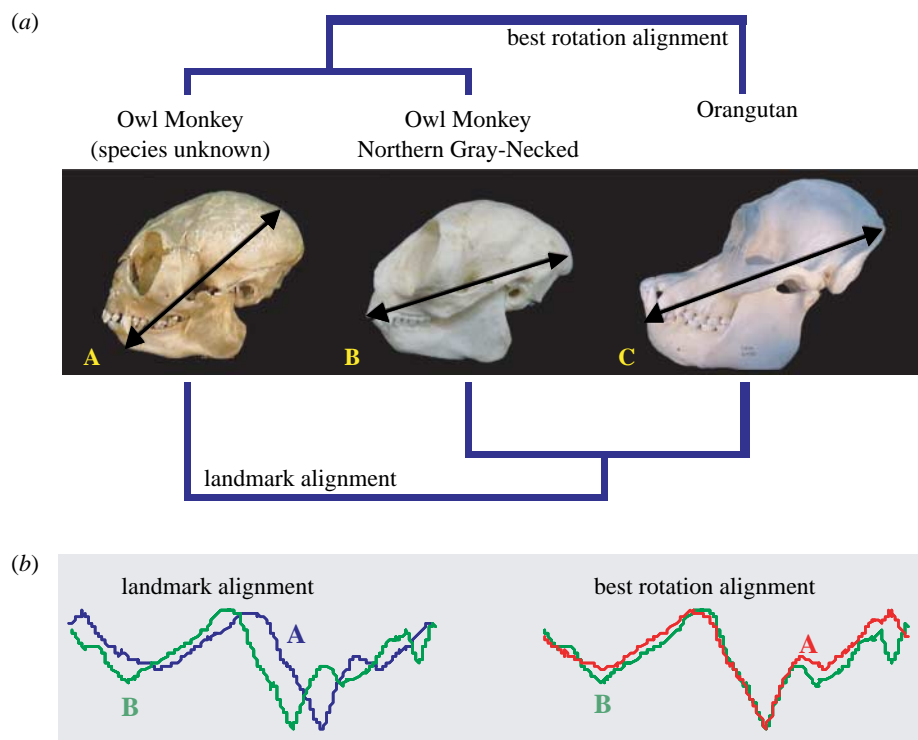 (a)
best rotation alignment
Owl Monkey
(species unknown)
Owl Monkey
Northern Gray-Necked
Orangutan
A
B
C
landmark alignment
(b)
landmark alignment
A
B
best rotation alignment
A
B